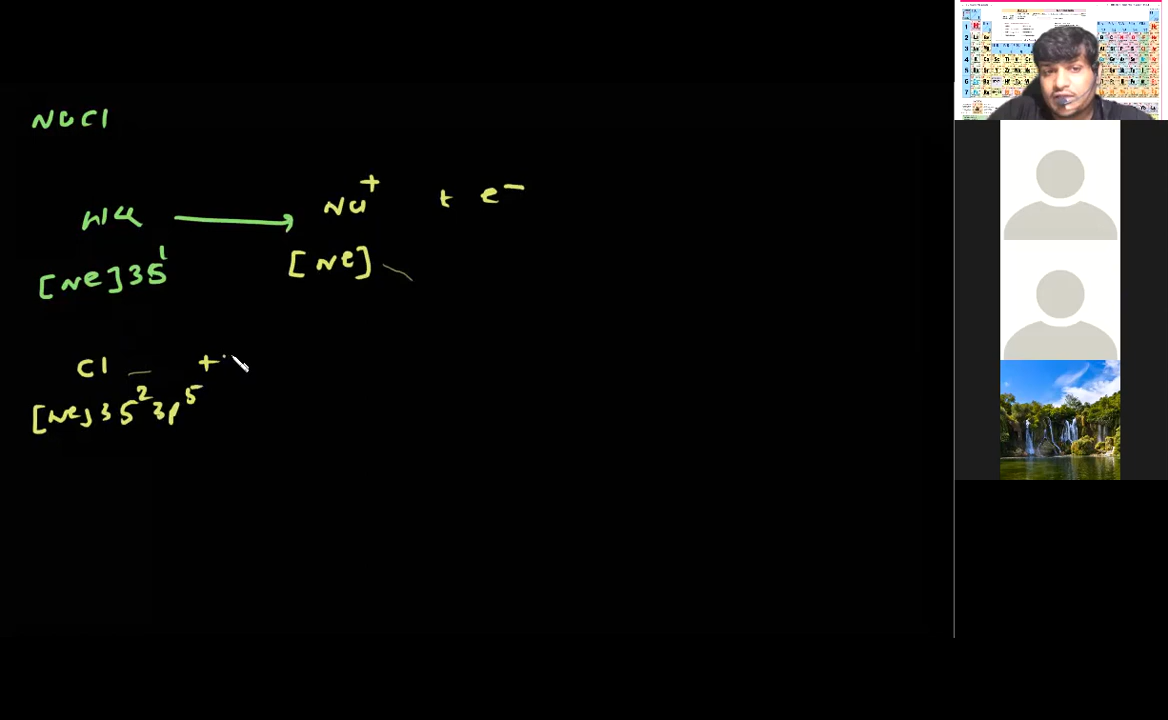 NaCl
Na ⟶ Na⁺ + e⁻
[Ne]3s¹ [Ne]
Cl +
[Ne]3s²3p⁵